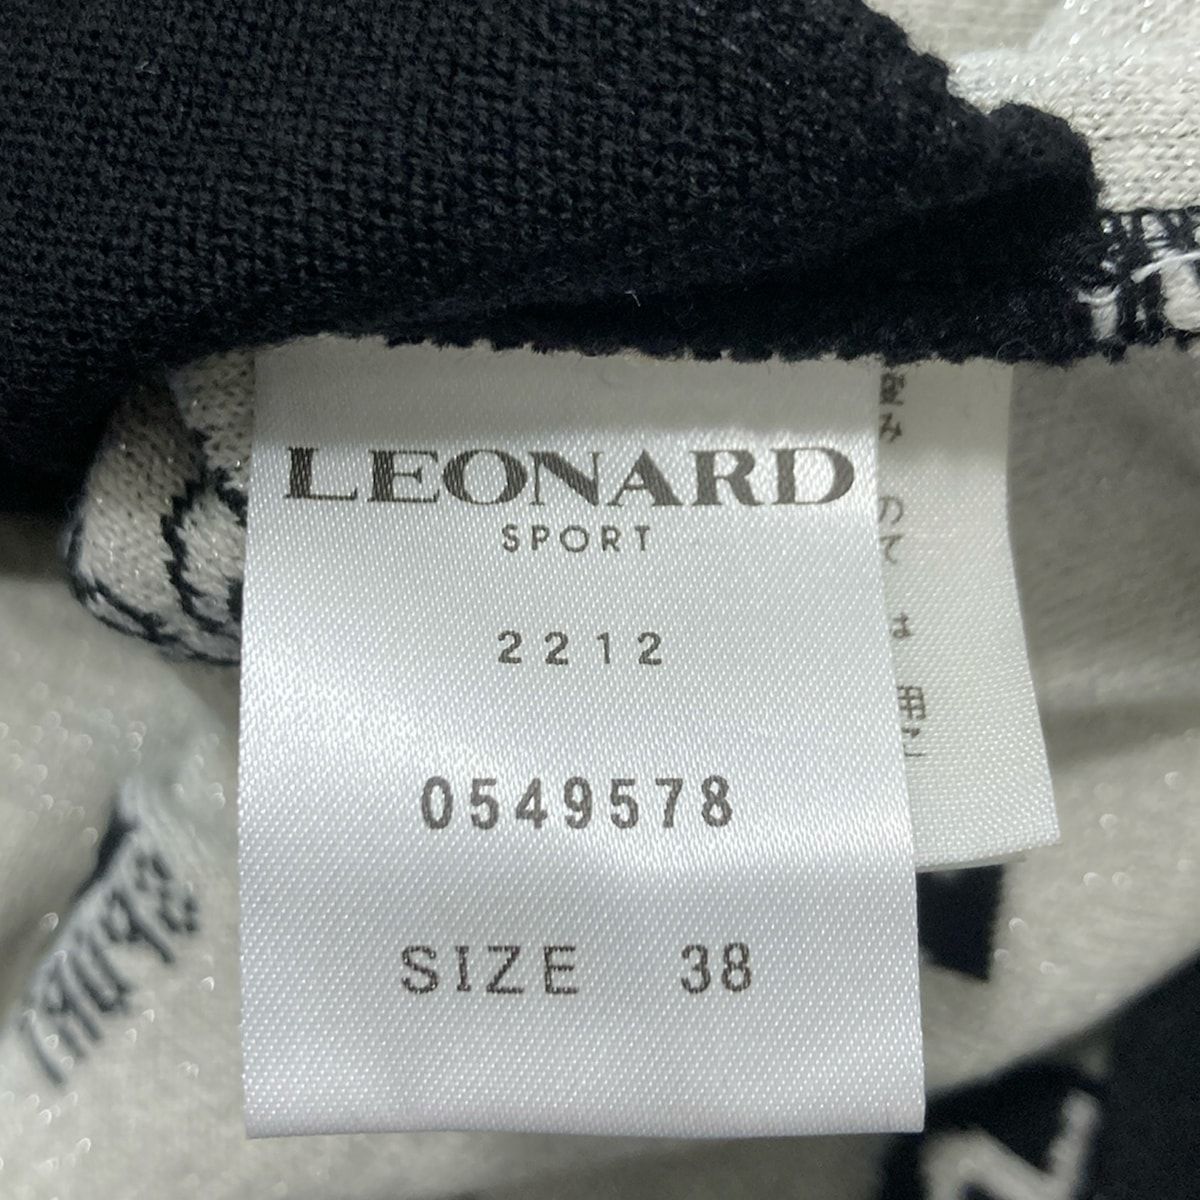 LEONARD
SPORT
2212
0549578
SIZE 38